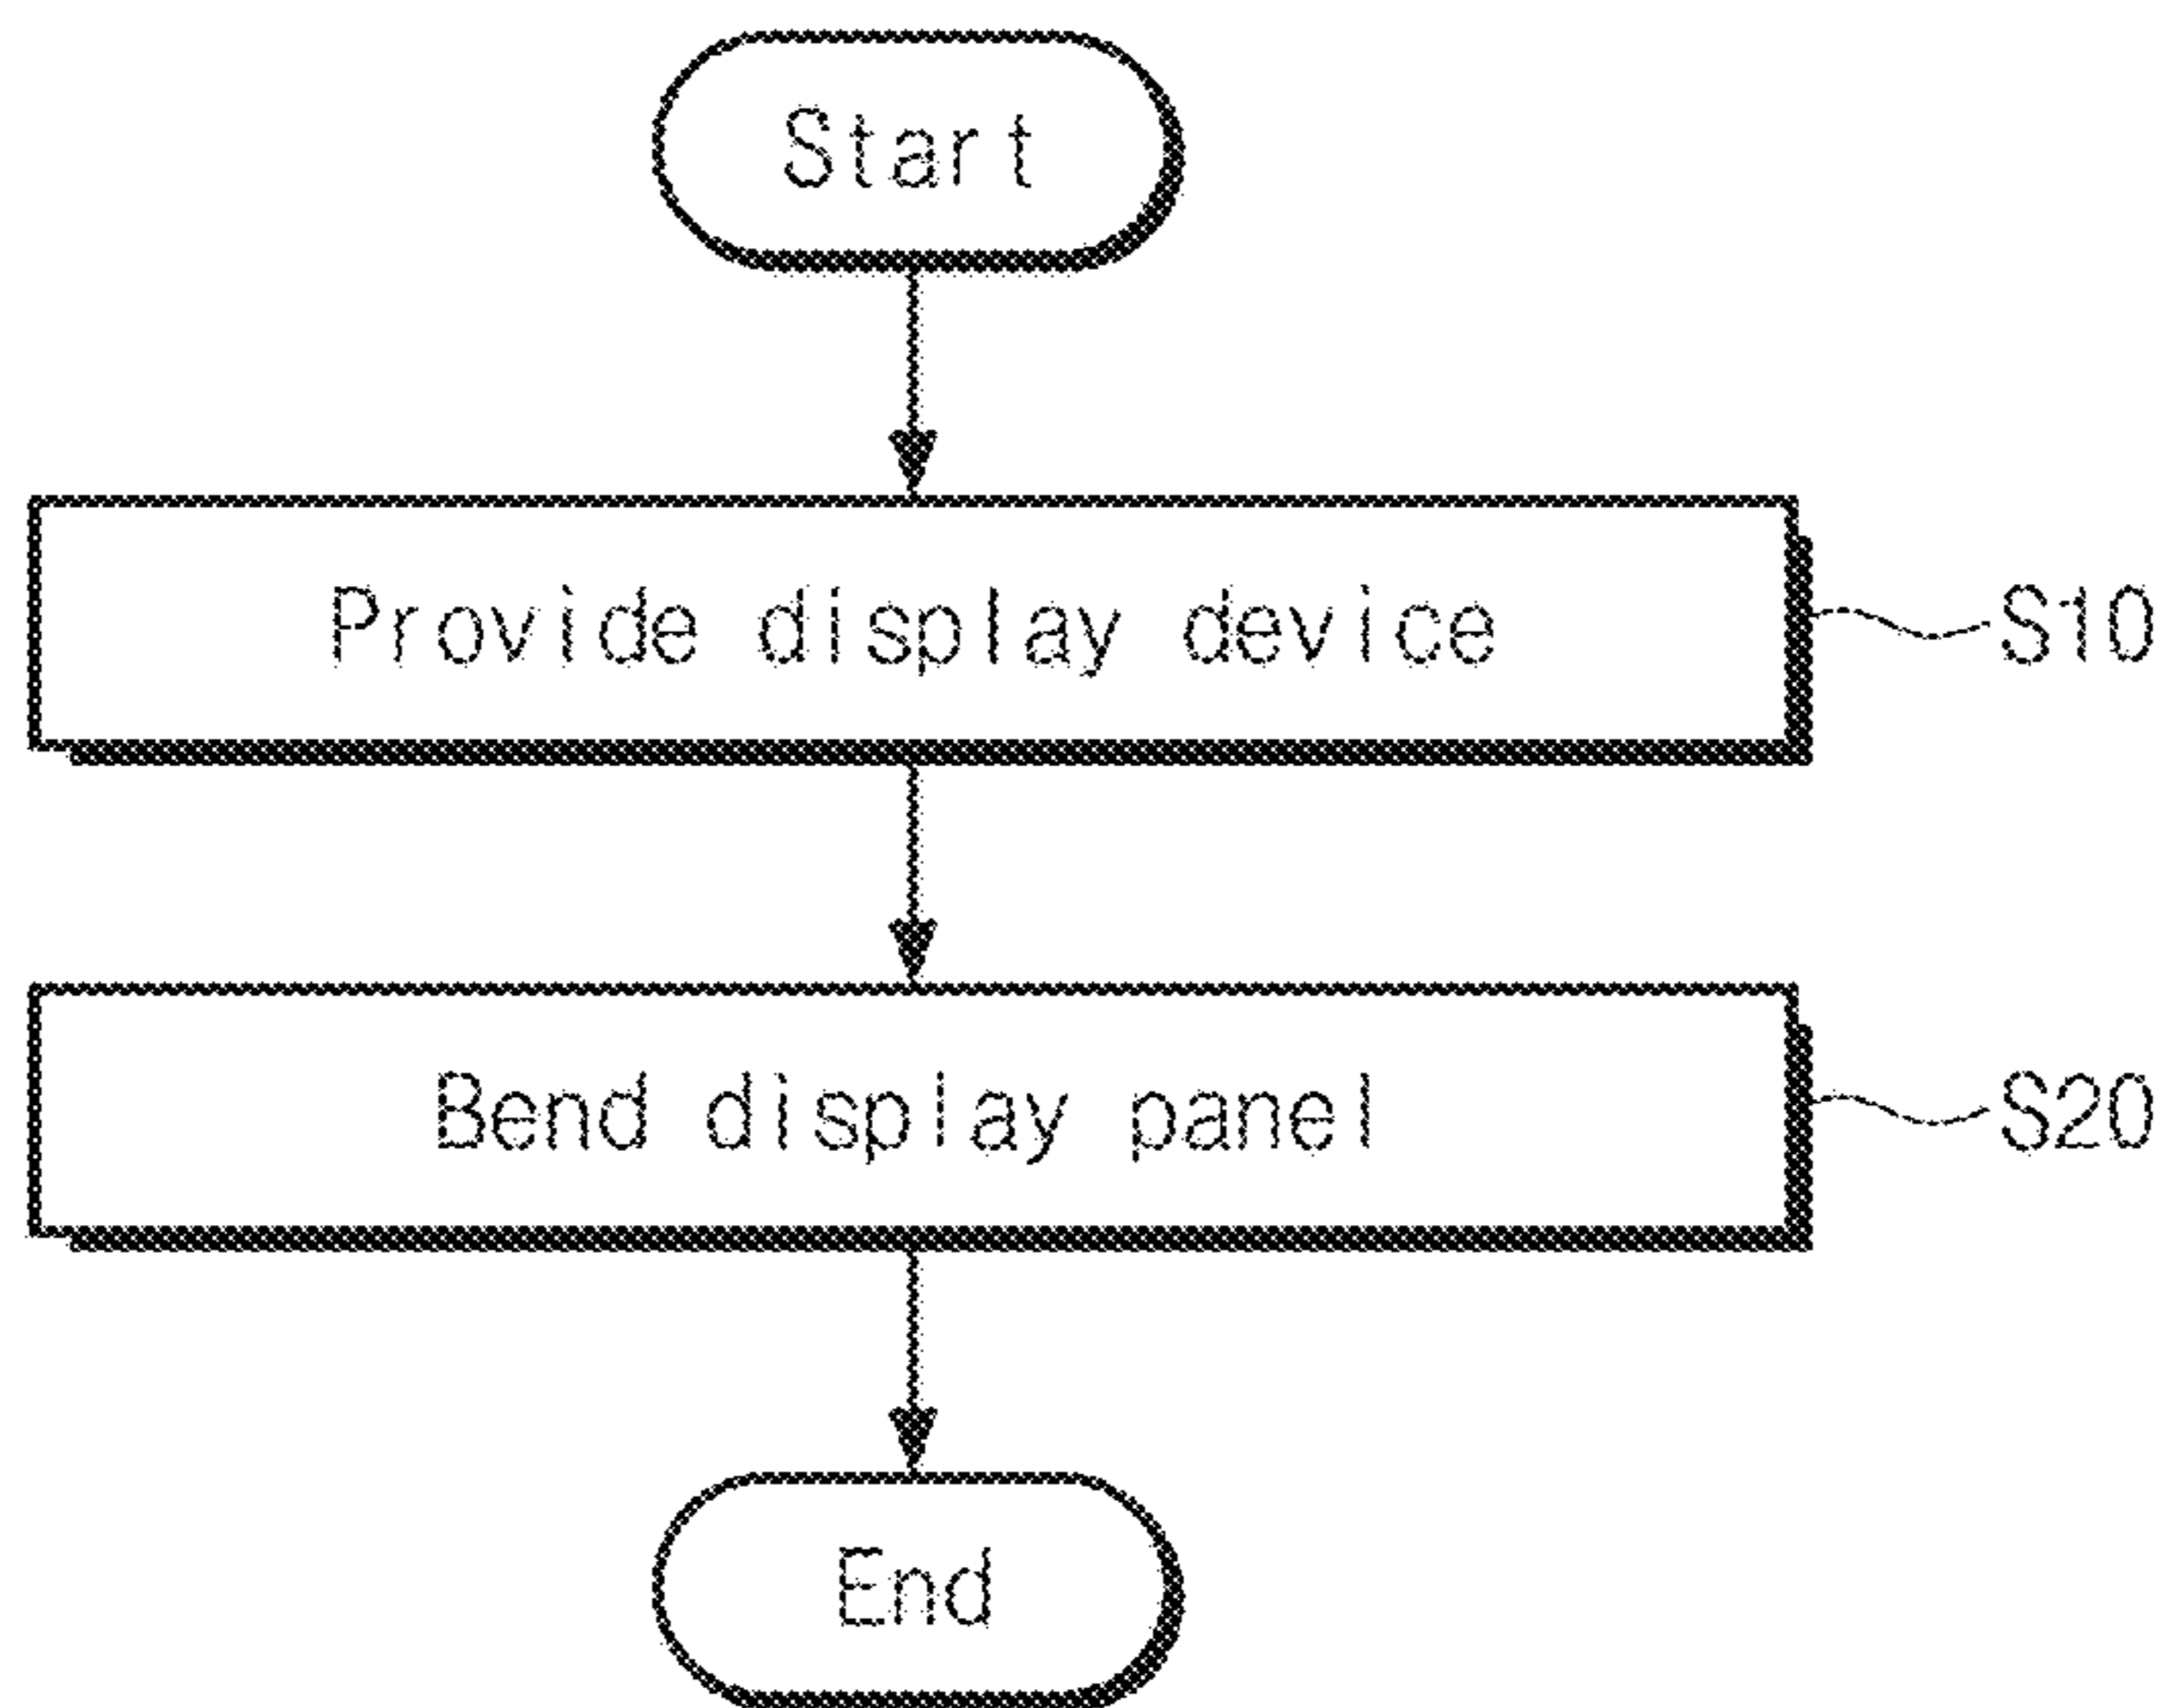 Start
Provide display device
S10
Bend display panel
S20
End